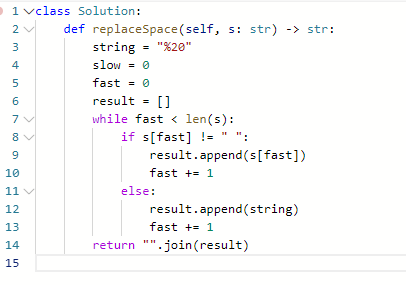 1 class Solution:
2     def replaceSpace(self, s: str) -> str:
3         string = "%20"
4         slow = 0
5         fast = 0
6         result = []
7         while fast < len(s):
8             if s[fast] != " ":
9                 result.append(s[fast])
10                 fast += 1
11             else:
12                 result.append(string)
13                 fast += 1
14         return "".join(result)
15